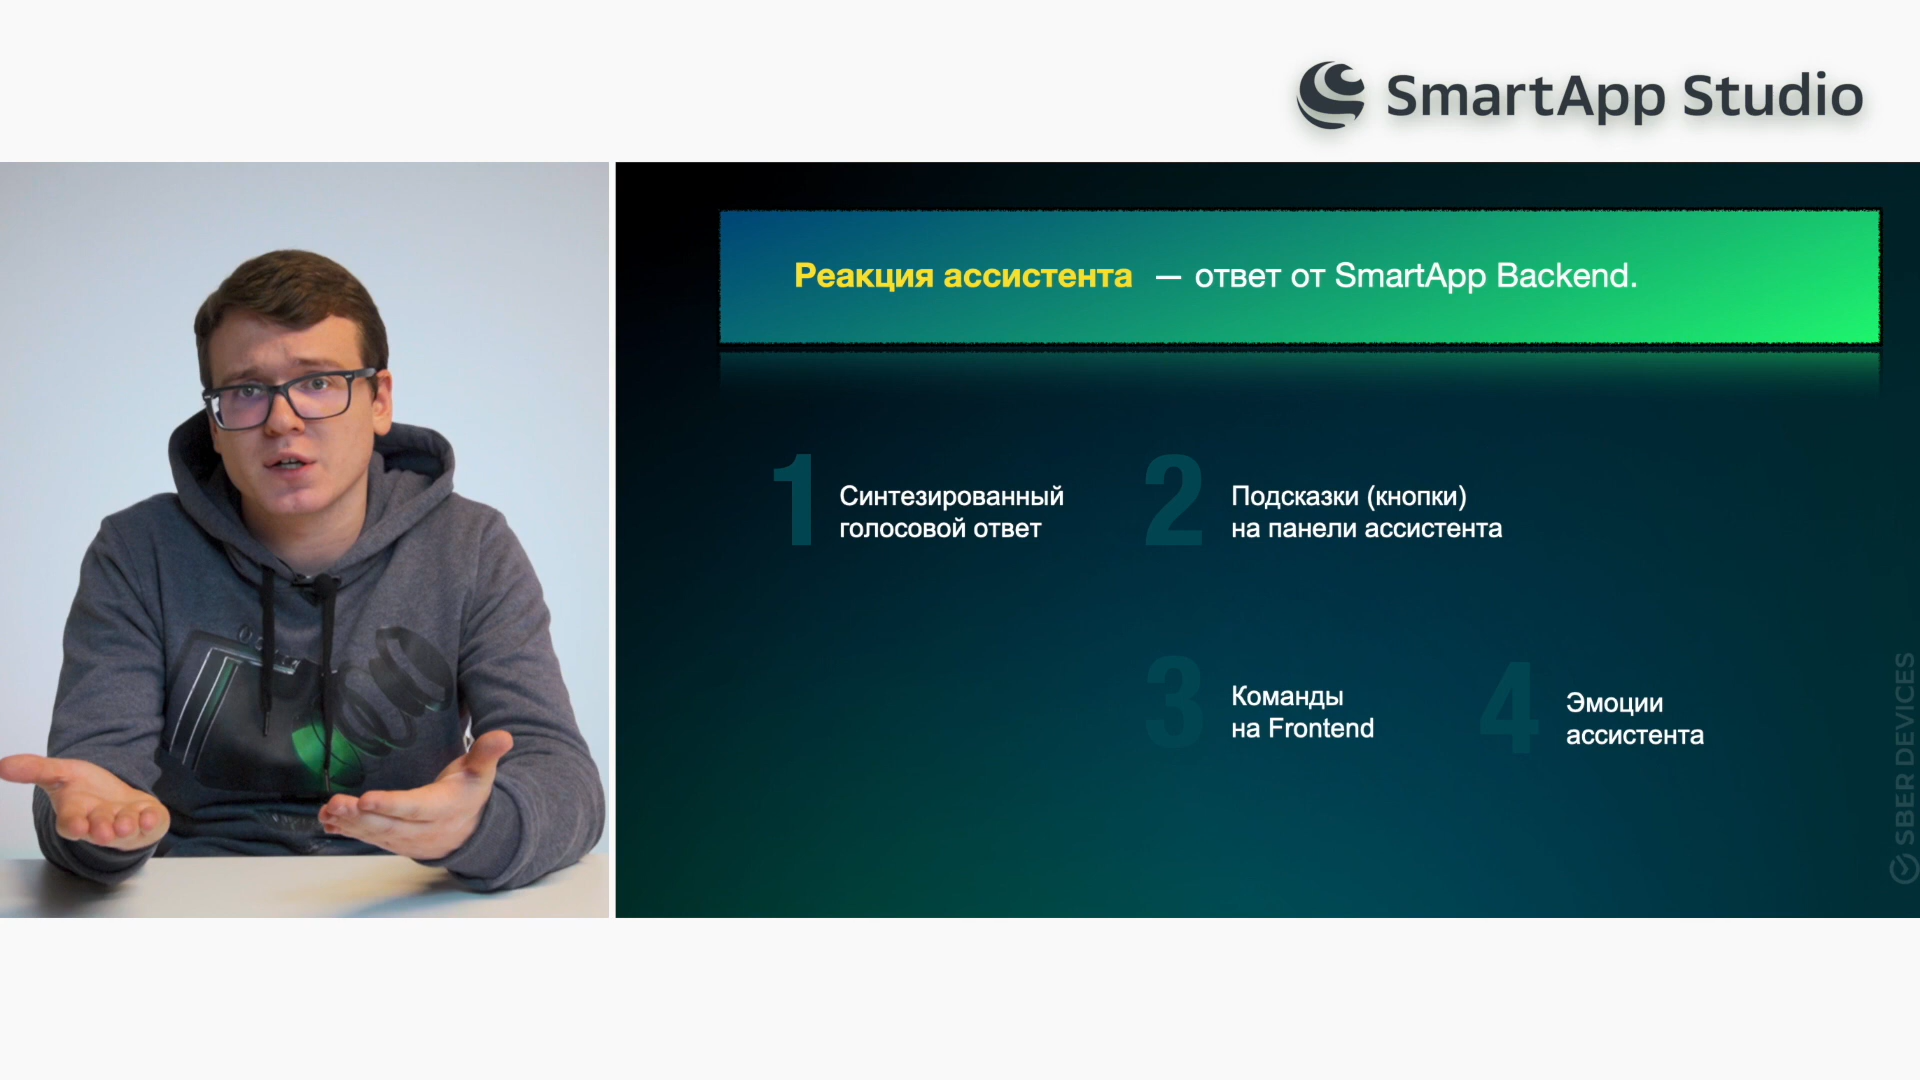 SmartApp Studio
Реакция ассистента — ответ от SmartApp Backend.
1
Синтезированный
голосовой ответ
2
Подсказки (кнопки)
на панели ассистента
3
Команды
на Frontend
4
Эмоции
ассистента
SBER DEVICES